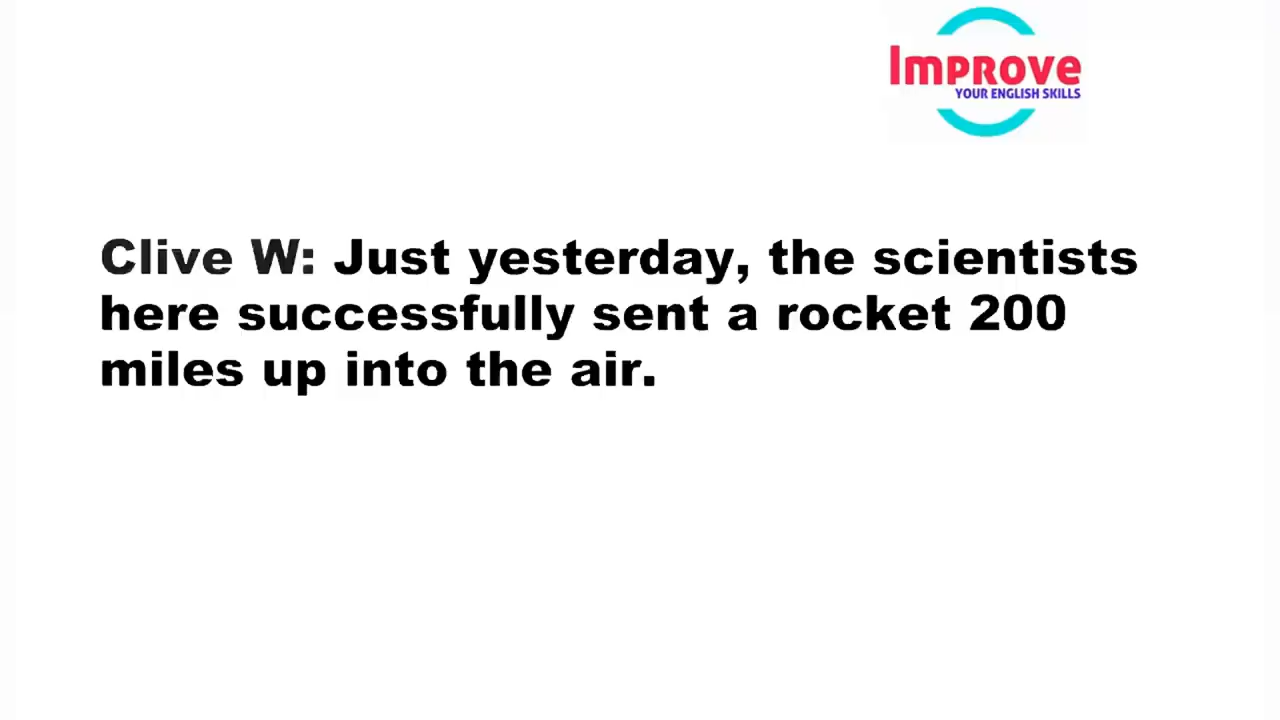 Improve
YOUR ENGLISH SKILLS
Clive W: Just yesterday, the scientists
here successfully sent a rocket 200
miles up into the air.